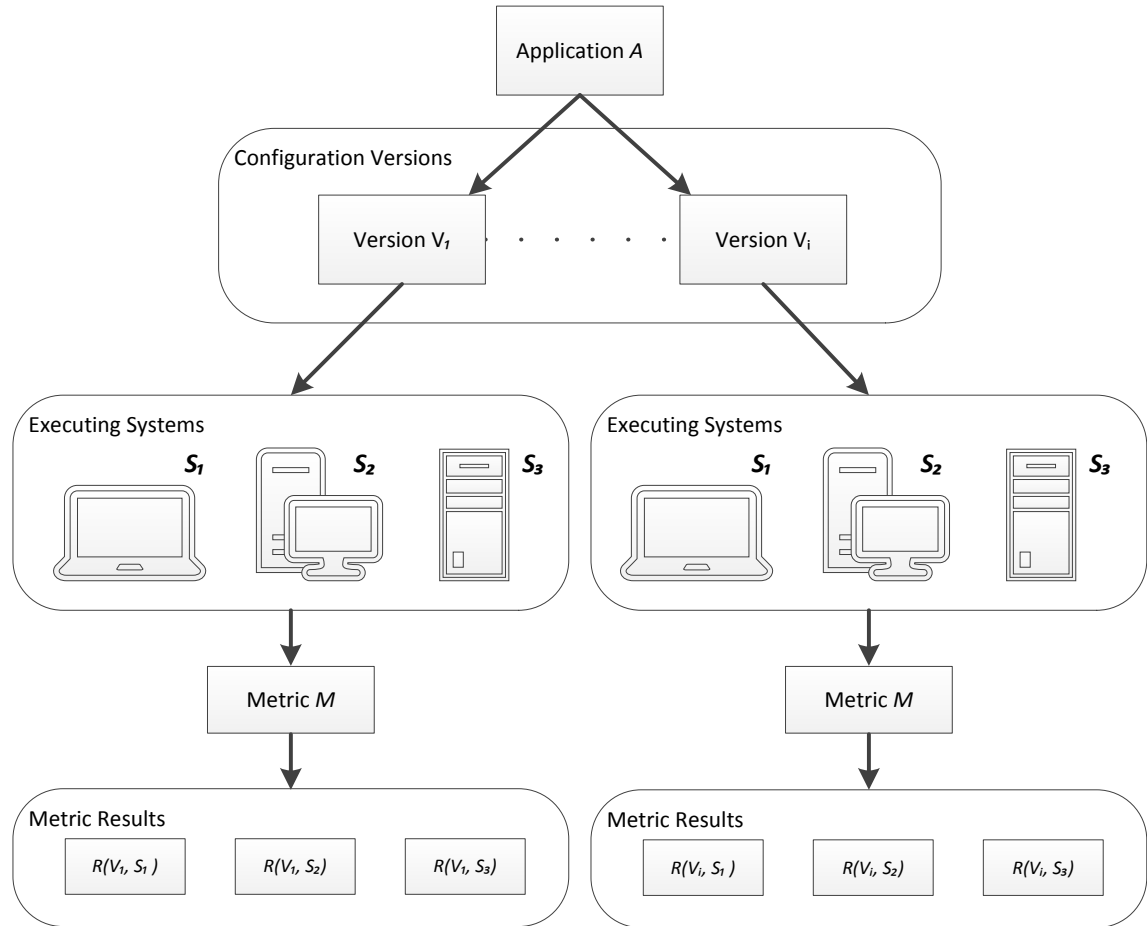 Application A
Configuration Versions
Version V₁
Version Vᵢ
Executing Systems
S₁
S₂
S₃
Executing Systems
S₁
S₂
S₃
Metric M
Metric M
Metric Results
R(V₁, S₁ )
R(V₁, S₂)
R(V₁, S₃)
Metric Results
R(Vᵢ, S₁ )
R(Vᵢ, S₂)
R(Vᵢ, S₃)